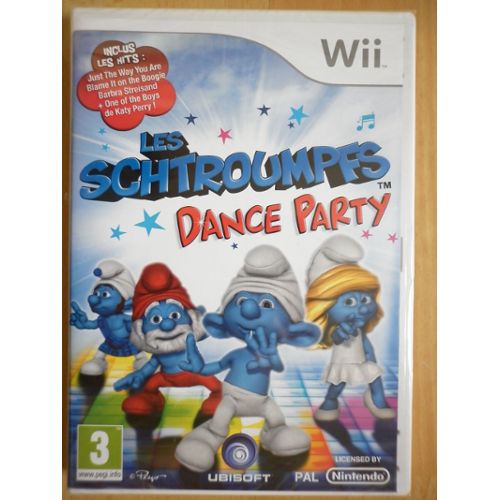 Wii
INCLUS
LES HITS :
Just The Way You Are
Blame It on the Boogie
Barbra Streisand
+ One of the Boys
de Katy Perry !
LES
SCHTROUMPFS
TM
DANCE PARTY
3
www.pegi.info
© Peyo
UBISOFT
PAL
LICENSED BY
Nintendo